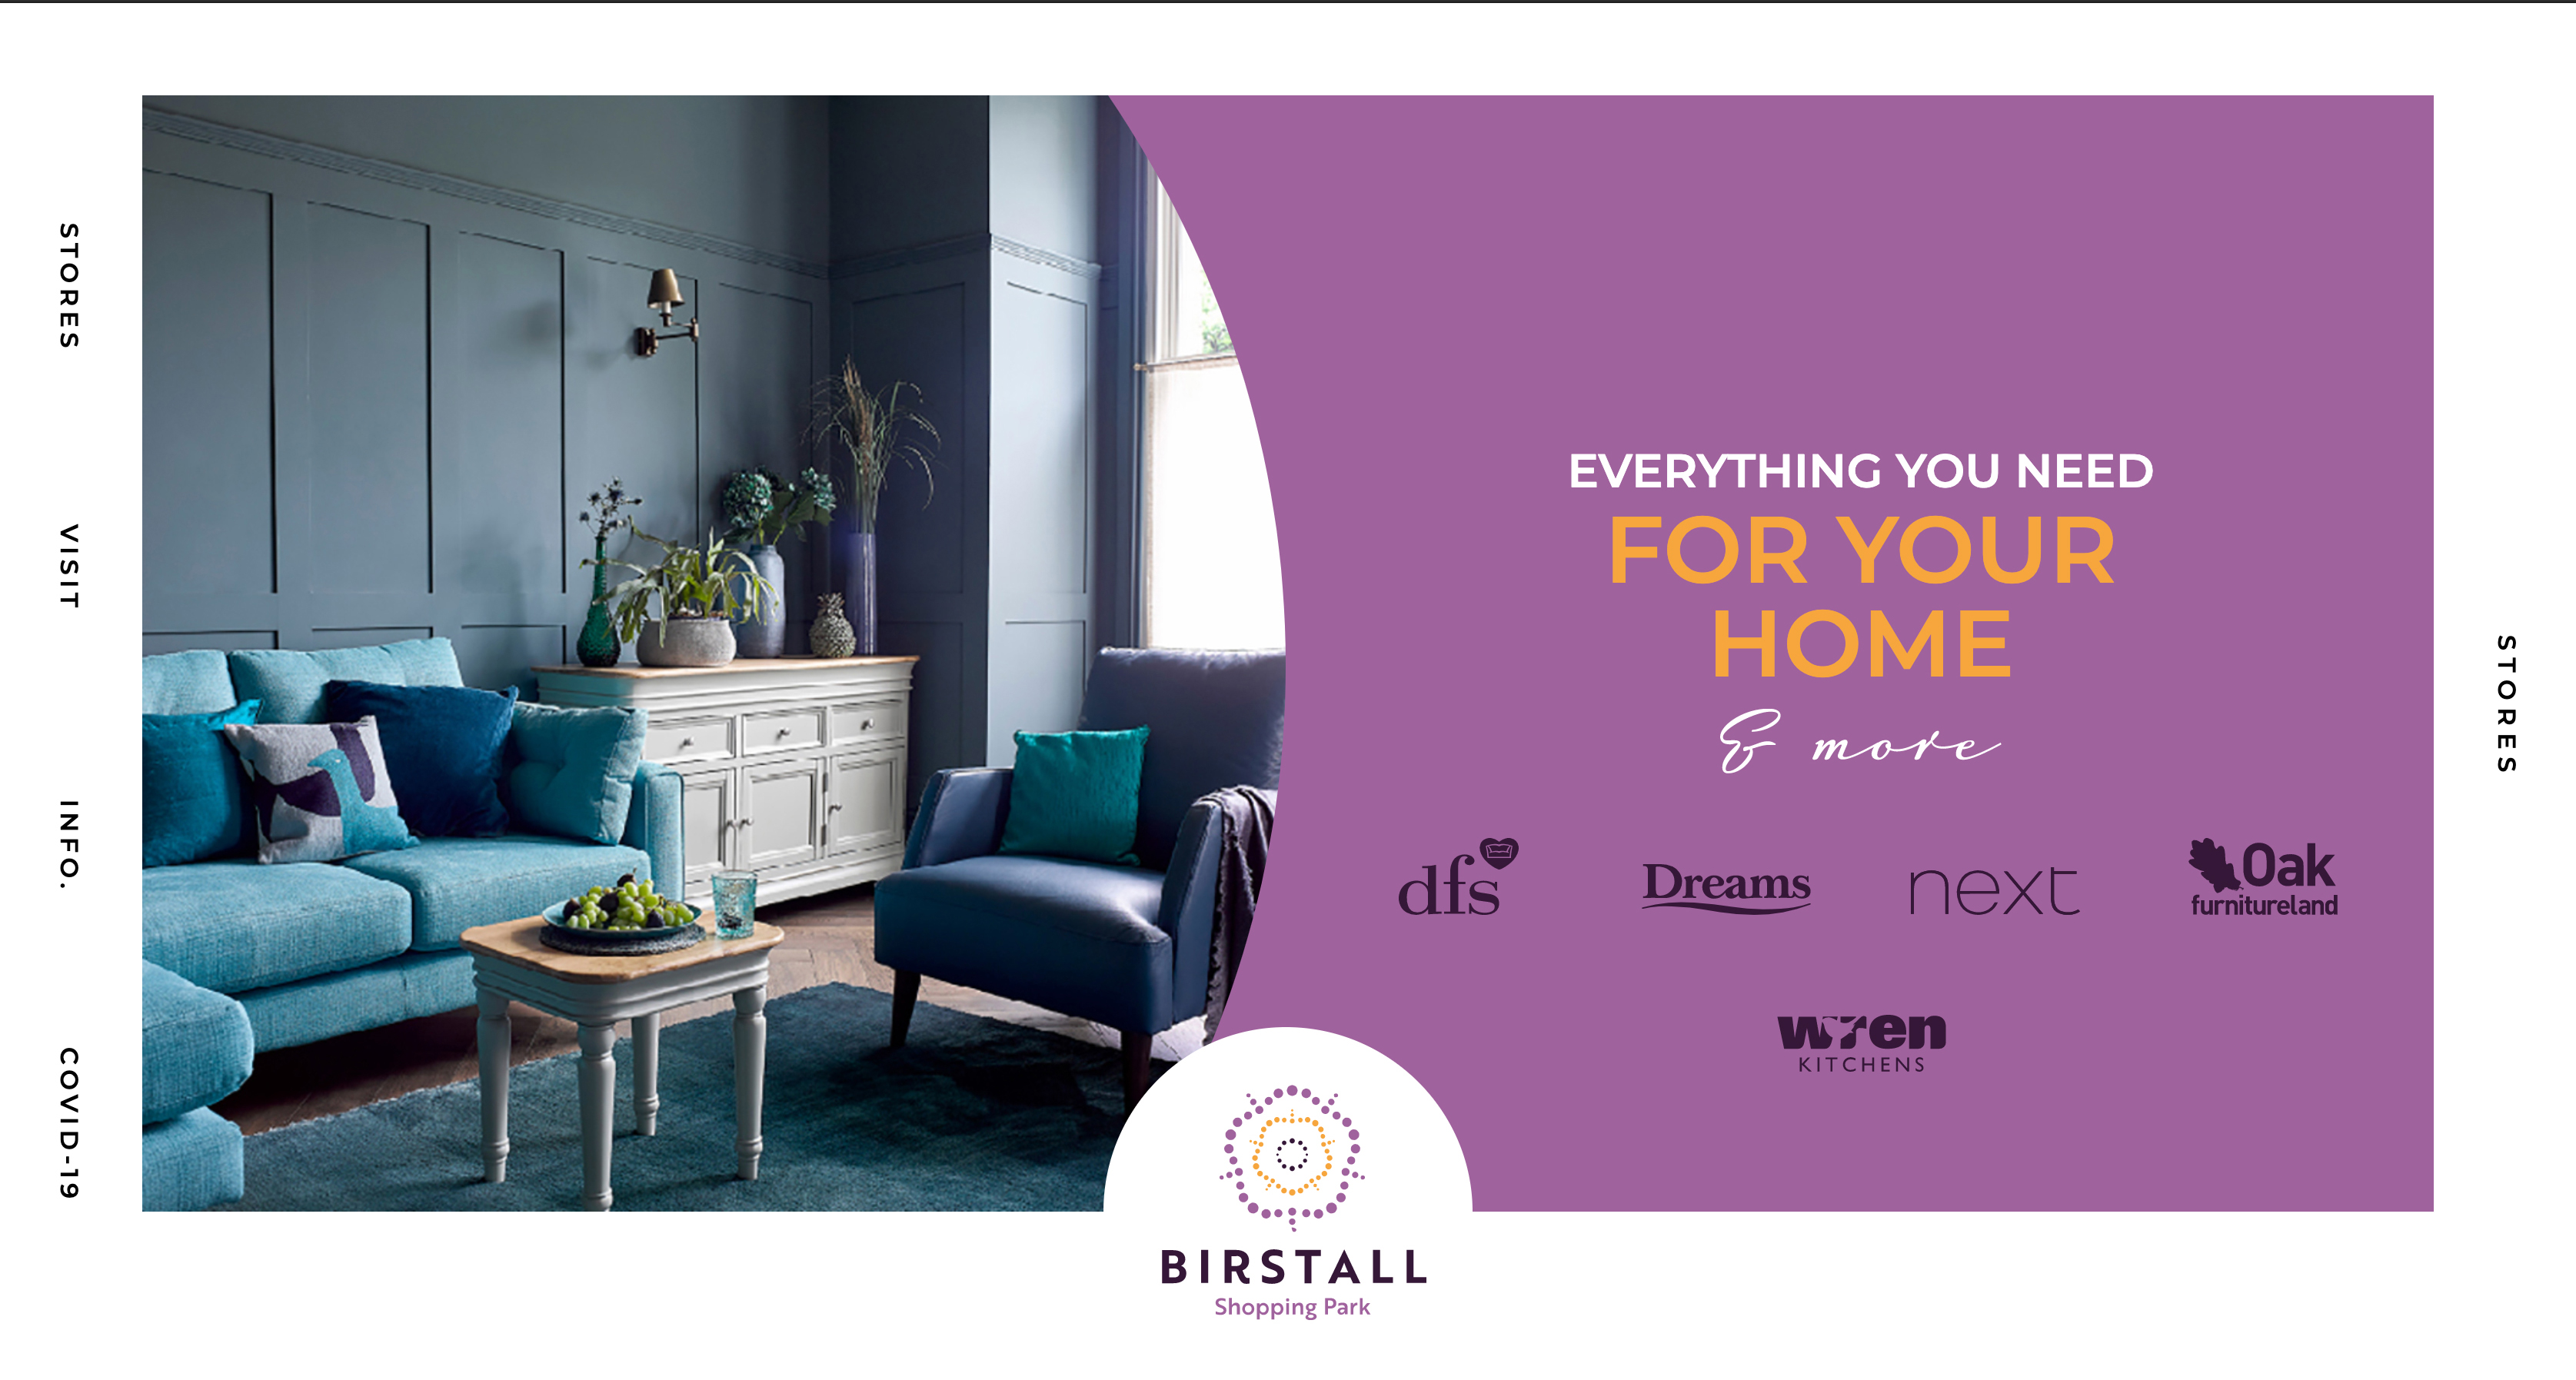 STORES
VISIT
INFO.
COVID-19
EVERYTHING YOU NEED
FOR YOUR
HOME
& more
dfs
Dreams
next
Oak
furnitureland
wren
KITCHENS
STORES
BIRSTALL
Shopping Park